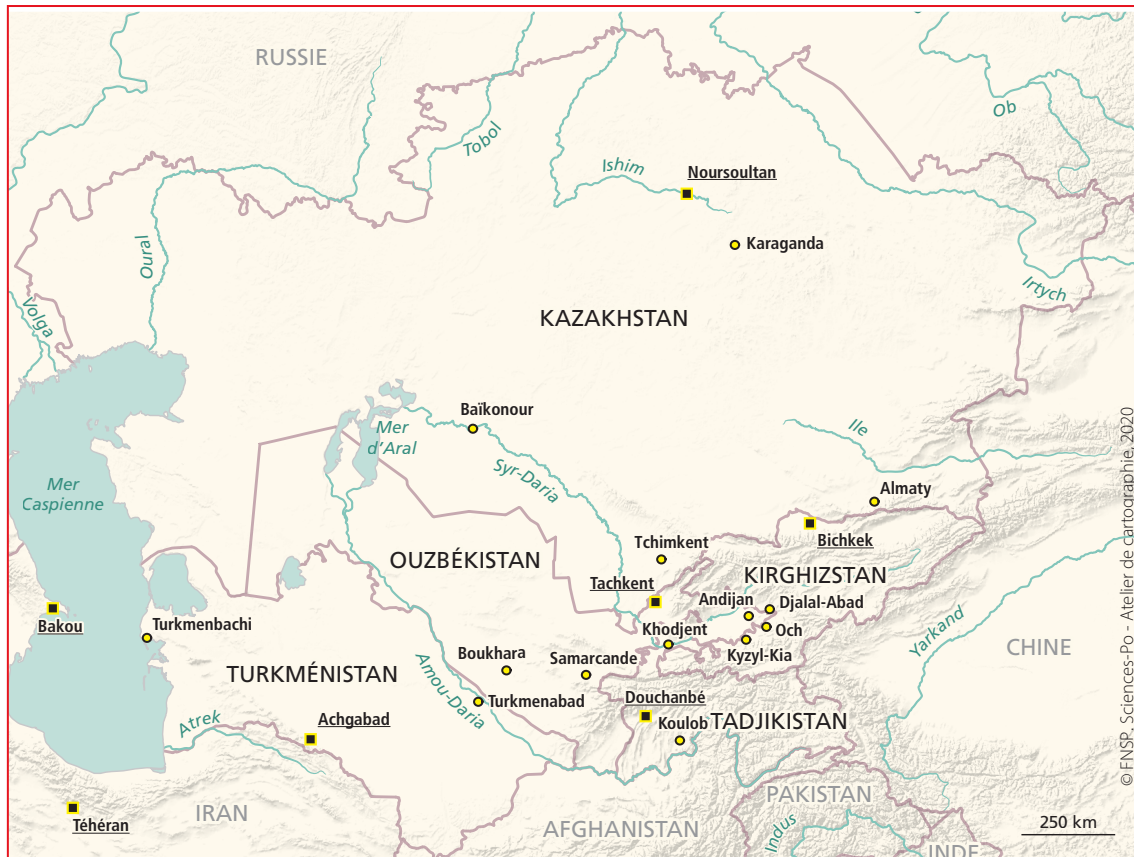 RUSSIE
Ob
Tobol
Ishim
Noursoultan
Karaganda
Oural
Irtych
Volga
KAZAKHSTAN
Baïkonour
Mer
d’Aral
Ile
Syr-Daria
Mer
Caspienne
Almaty
Bichkek
Tchimkent
OUZBÉKISTAN
KIRGHIZSTAN
Tachkent
Andijan
Djalal-Abad
Bakou
Turkmenbachi
Khodjent
Och
Yarkand
CHINE
Kyzyl-Kia
Boukhara
Samarcande
TURKMÉNISTAN
Amou-Daria
Turkmenabad
Douchanbé
TADJIKISTAN
Atrek
Achgabad
Koulob
PAKISTAN
Téhéran
IRAN
AFGHANISTAN
Indus
INDE
250 km
© FNSP. Sciences-Po - Atelier de cartographie, 2020